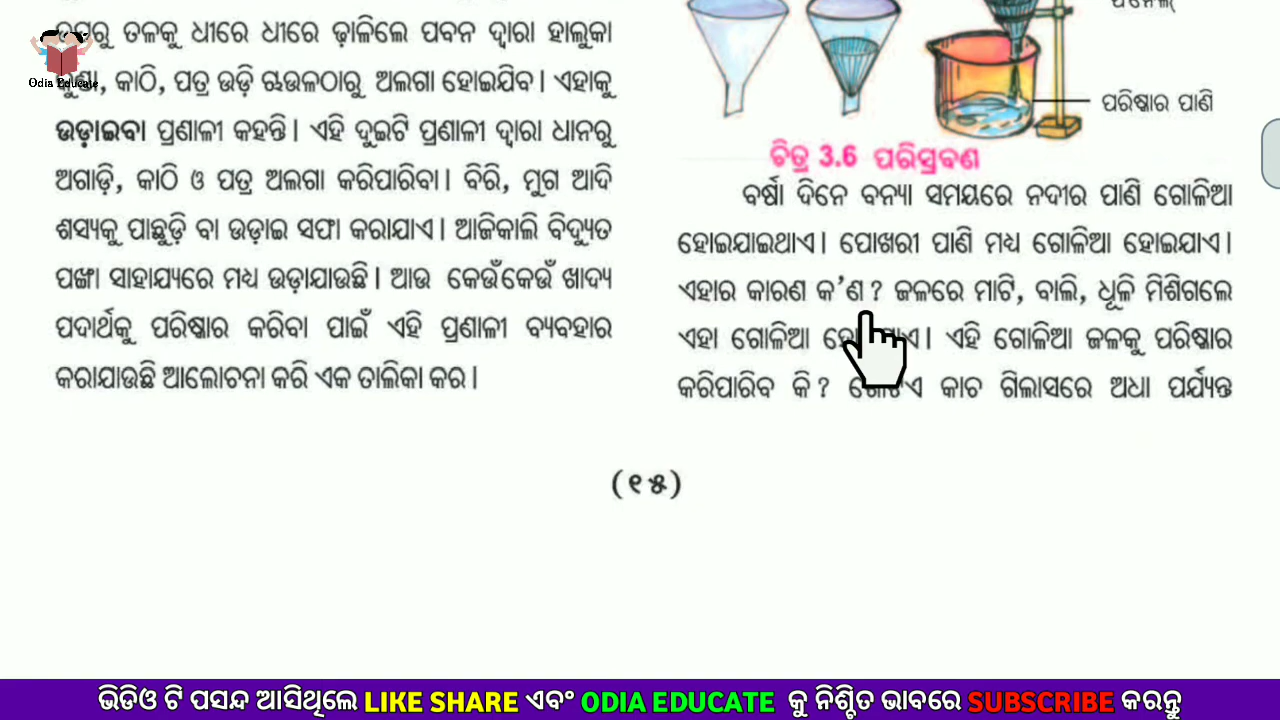 ତଳକୁ ଧୀରେ ଧୀରେ ଢ଼ାଳିଲେ ପବନ ଦ୍ୱାରା ହାଲୁକା
କାଠି, ପତ୍ର ଉଡ଼ି ଋଉଳଠାରୁ ଅଲଗା ହୋଇଯିବ। ଏହାକୁ
ଉଡ଼ାଇବା ପ୍ରଣାଳୀ କହନ୍ତି। ଏହି ଦୁଇଟି ପ୍ରଣାଳୀ ଦ୍ୱାରା ଧାନରୁ
ଅଗାଡ଼ି, କାଠି ଓ ପତ୍ର ଅଲଗା କରିପାରିବା। ବିରି, ମୁଗ ଆଦି
ଶସ୍ୟକୁ ପାଛୁଡ଼ି ବା ଉଡ଼ାଇ ସଫା କରାଯାଏ। ଆଜିକାଲି ବିଦ୍ୟୁତ
ପଙ୍ଖା ସାହାଯ୍ୟରେ ମଧ୍ୟ ଉଡ଼ାଯାଉଛି। ଆଉ କେଉଁକେଉଁ ଖାଦ୍ୟ
ପଦାର୍ଥକୁ ପରିଷ୍କାର କରିବା ପାଇଁ ଏହି ପ୍ରଣାଳୀ ବ୍ୟବହାର
କରାଯାଉଛି ଆଲୋଚନା କରି ଏକ ତାଲିକା କର।
ପରିଷ୍କାର ପାଣି
ଚିତ୍ର 3.6 ପରିସ୍ରବଣ
ବର୍ଷା ଦିନେ ବନ୍ୟା ସମୟରେ ନଦୀର ପାଣି ଗୋଳିଆ
ହୋଇଯାଇଥାଏ। ପୋଖରୀ ପାଣି ମଧ୍ୟ ଗୋଳିଆ ହୋଇଯାଏ।
ଏହାର କାରଣ କ'ଣ? ଜଳରେ ମାଟି, ବାଲି, ଧୂଳି ମିଶିଗଲେ
ଏହା ଗୋଳିଆ ଏହି ଗୋଳିଆ ଜଳକୁ ପରିଷ୍କାର
କରିପାରିବ କି? କାଚ ଗିଲାସରେ ଅଧା ପର୍ଯ୍ୟନ୍ତ
(୧୫)
Odia Educate
ଭିଡିଓ ଟି ପସନ୍ଦ ଆସିଥିଲେ LIKE SHARE ଏବଂ ODIA EDUCATE କୁ ନିଶ୍ଚିତ ଭାବରେ SUBSCRIBE କରନ୍ତୁ